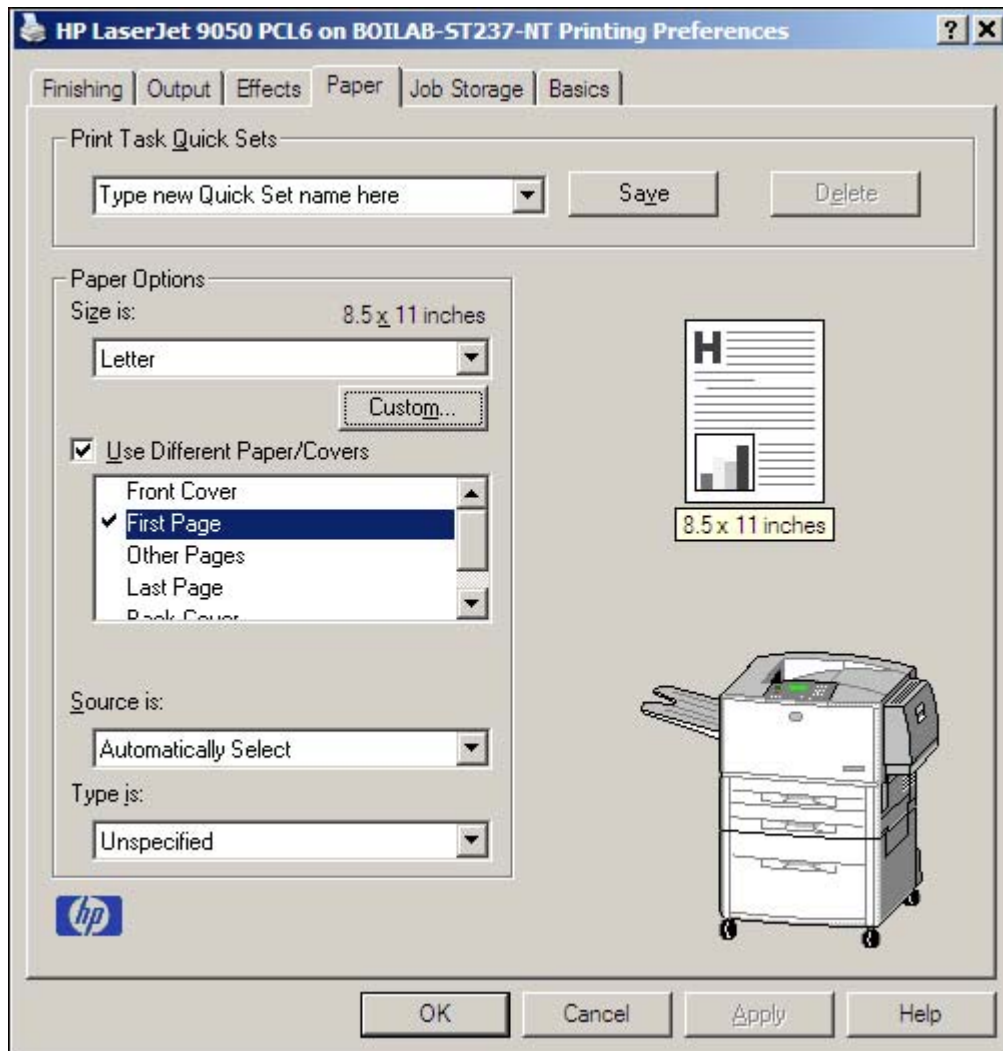 HP LaserJet 9050 PCL6 on BOILAB-ST237-NT Printing Preferences
Finishing Output Effects Paper Job Storage Basics
Print Task Quick Sets
Type new Quick Set name here Save Delete
Paper Options
Size is: 8.5 x 11 inches
Letter
Custom...
Use Different Paper/Covers
Front Cover
First Page
Other Pages
Last Page
Back Cover
H
8.5 x 11 inches
Source is:
Automatically Select
Type is:
Unspecified
hp
OK Cancel Apply Help